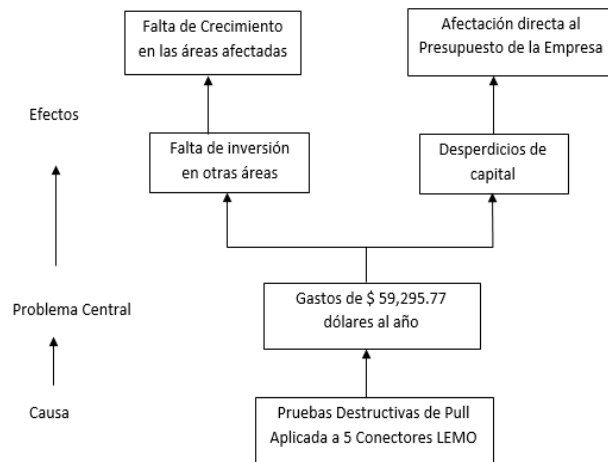 Falta de Crecimiento
en las áreas afectadas
Afectación directa al
Presupuesto de la Empresa
Efectos
Falta de inversión
en otras áreas
Desperdicios de
capital
Problema Central
Gastos de $ 59,295.77
dólares al año
Causa
Pruebas Destructivas de Pull
Aplicada a 5 Conectores LEMO